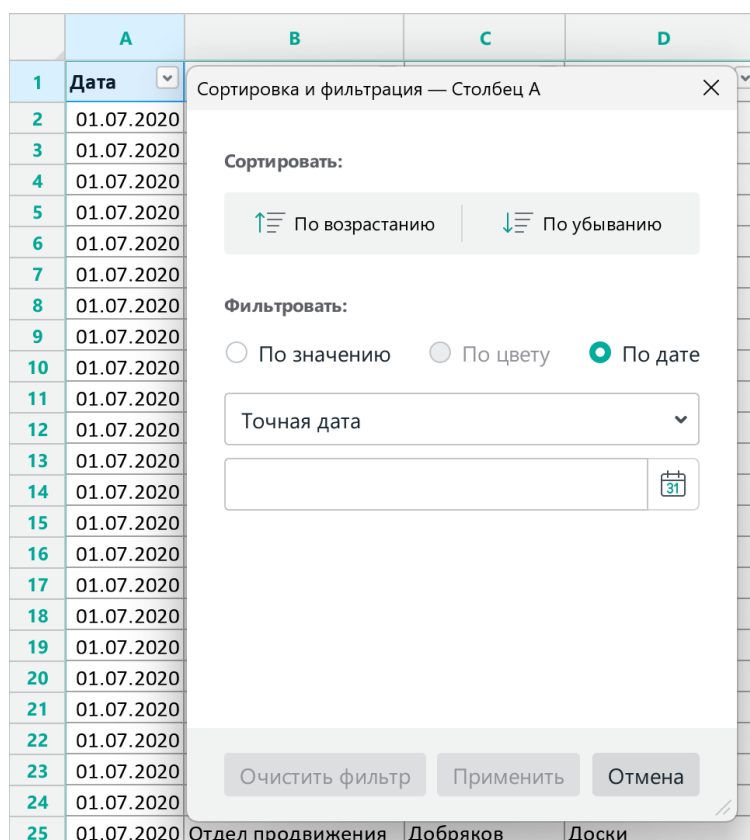 A B C D
1 Дата Сортировка и фильтрация — Столбец А
2 01.07.2020
3 01.07.2020 Сортировать:
4 01.07.2020
5 01.07.2020 По возрастанию По убыванию
6 01.07.2020
7 01.07.2020
8 01.07.2020 Фильтровать:
9 01.07.2020
10 01.07.2020 По значению По цвету По дате
11 01.07.2020
12 01.07.2020 Точная дата
13 01.07.2020
14 01.07.2020 31
15 01.07.2020
16 01.07.2020
17 01.07.2020
18 01.07.2020
19 01.07.2020
20 01.07.2020
21 01.07.2020
22 01.07.2020
23 01.07.2020 Очистить фильтр Применить Отмена
24 01.07.2020
25 01.07.2020 Отдел продвижения Добряков Доски